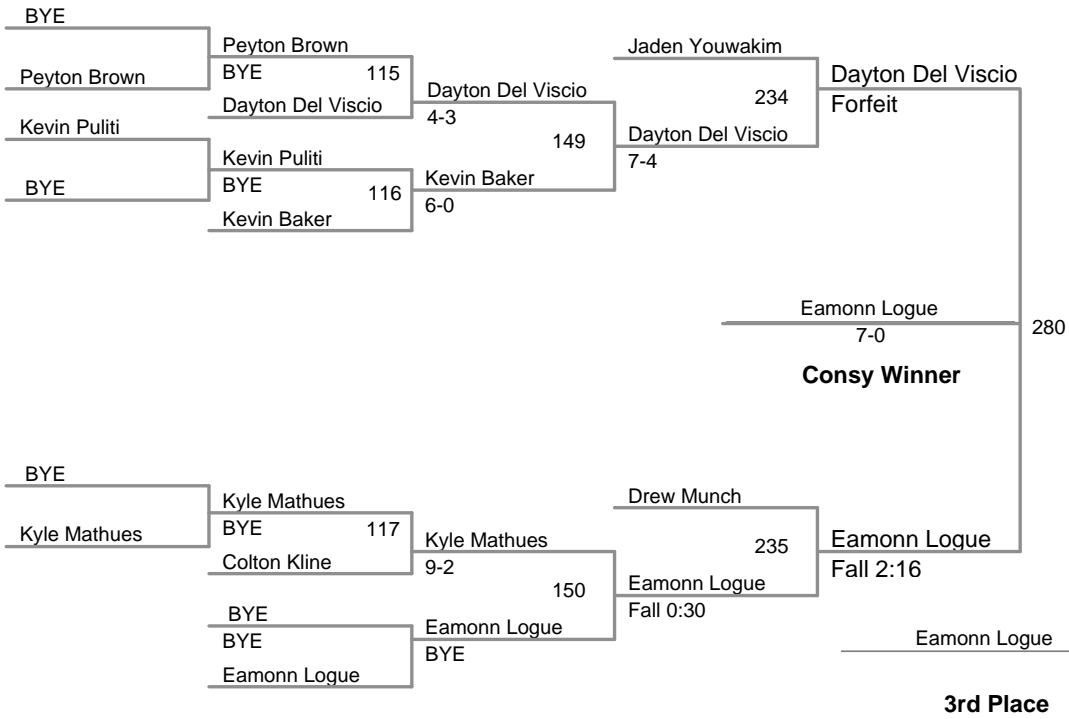 BYE
Peyton Brown
Jaden Youwakim
Peyton Brown
BYE
115
Dayton Del Viscio
Dayton Del Viscio
Forfeit
234
Dayton Del Viscio
4-3
Kevin Puliti
149
Dayton Del Viscio
7-4
Kevin Puliti
BYE
BYE
116
Kevin Baker
6-0
Kevin Baker
Eamonn Logue
7-0
280
Consy Winner
BYE
Kyle Mathues
Drew Munch
Kyle Mathues
BYE
117
Colton Kline
Kyle Mathues
9-2
235
Eamonn Logue
Fall 2:16
150
Eamonn Logue
Fall 0:30
BYE
BYE
Eamonn Logue
Eamonn Logue
BYE
Eamonn Logue
3rd Place